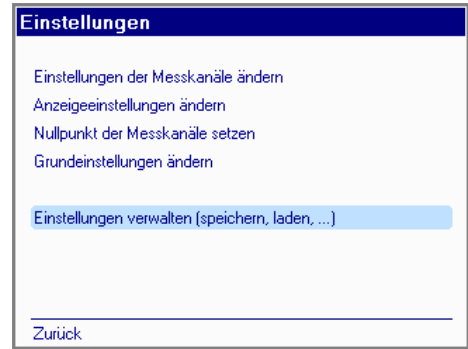 Einstellungen
Einstellungen der Messkanäle ändern
Anzeigeeinstellungen ändern
Nullpunkt der Messkanäle setzen
Grundeinstellungen ändern
Einstellungen verwalten (speichern, laden, ...)
Zurück